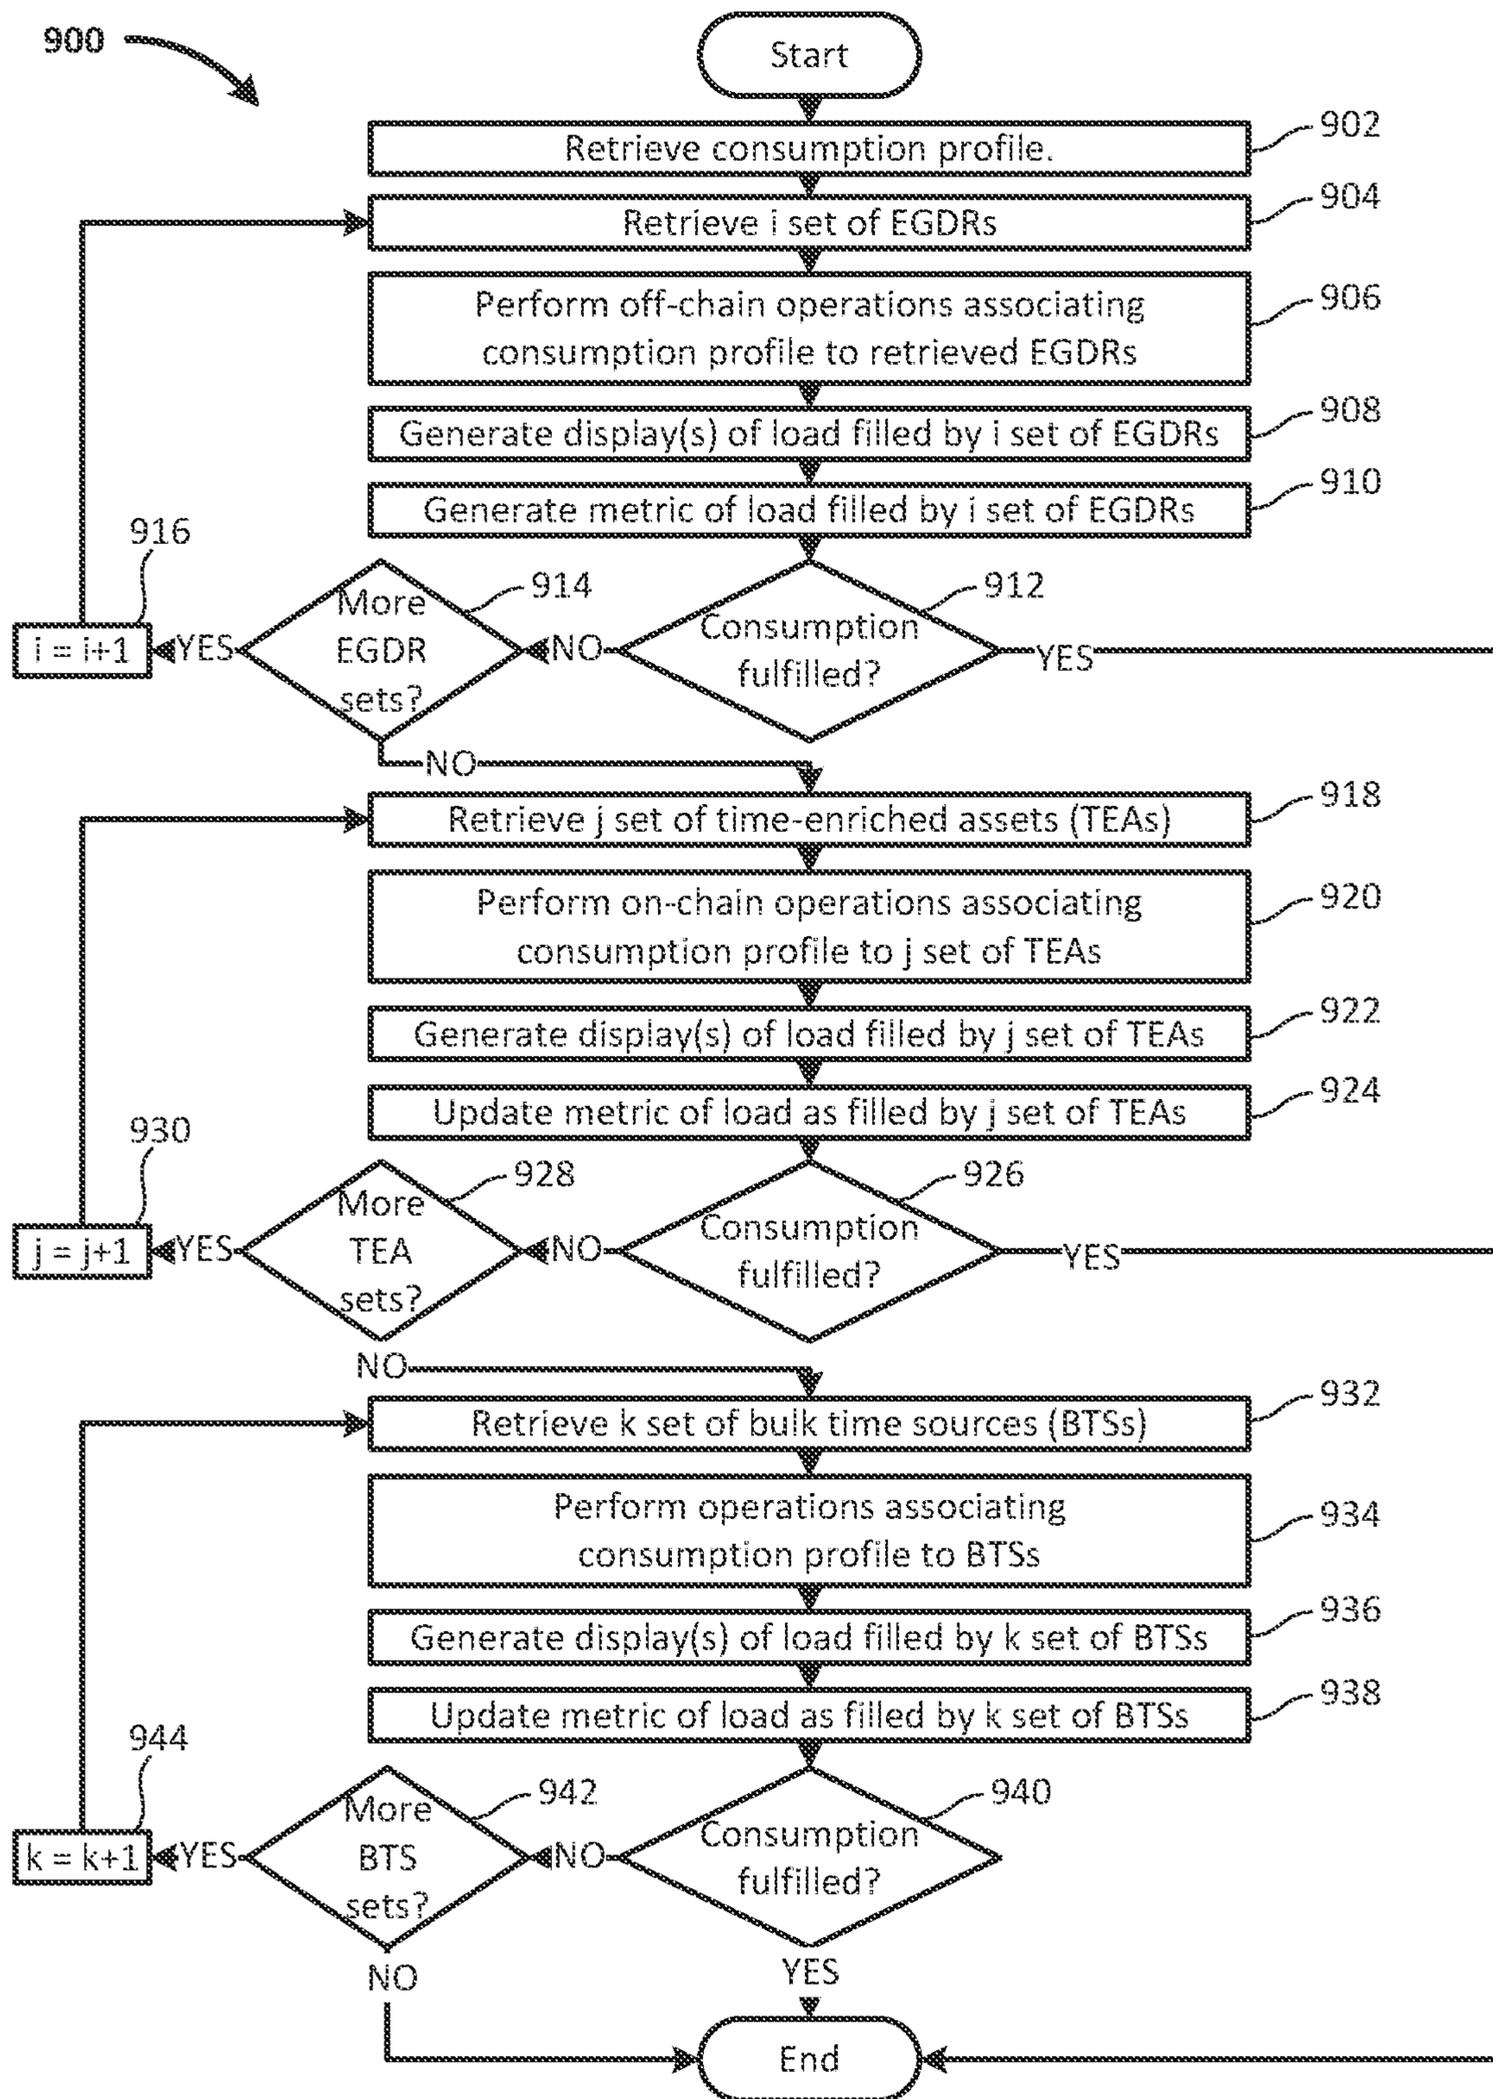 900
Start
902
Retrieve consumption profile.
904
Retrieve i set of EGDRs
906
Perform off-chain operations associating
consumption profile to retrieved EGDRs
908
Generate display(s) of load filled by i set of EGDRs
910
Generate metric of load filled by i set of EGDRs
916
i = i+1
YES
914
More
EGDR
sets?
NO
912
Consumption
fulfilled?
YES
NO
918
Retrieve j set of time-enriched assets (TEAs)
920
Perform on-chain operations associating
consumption profile to j set of TEAs
922
Generate display(s) of load filled by j set of TEAs
924
Update metric of load as filled by j set of TEAs
930
j = j+1
YES
928
More
TEA
sets?
NO
926
Consumption
fulfilled?
YES
NO
932
Retrieve k set of bulk time sources (BTSs)
934
Perform operations associating
consumption profile to BTSs
936
Generate display(s) of load filled by k set of BTSs
938
Update metric of load as filled by k set of BTSs
944
k = k+1
YES
942
More
BTS
sets?
NO
940
Consumption
fulfilled?
NO
YES
End